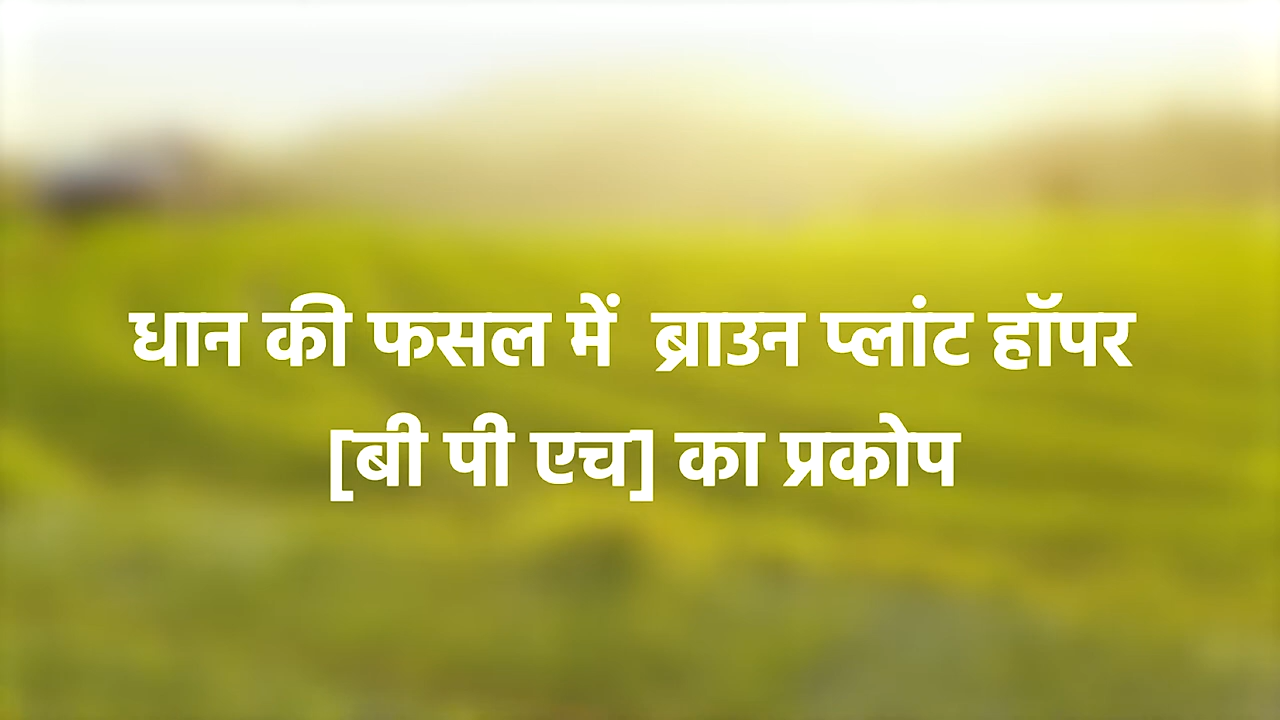 धान की फसल में ब्राउन प्लांट हॉपर
[बी पी एच] का प्रकोप